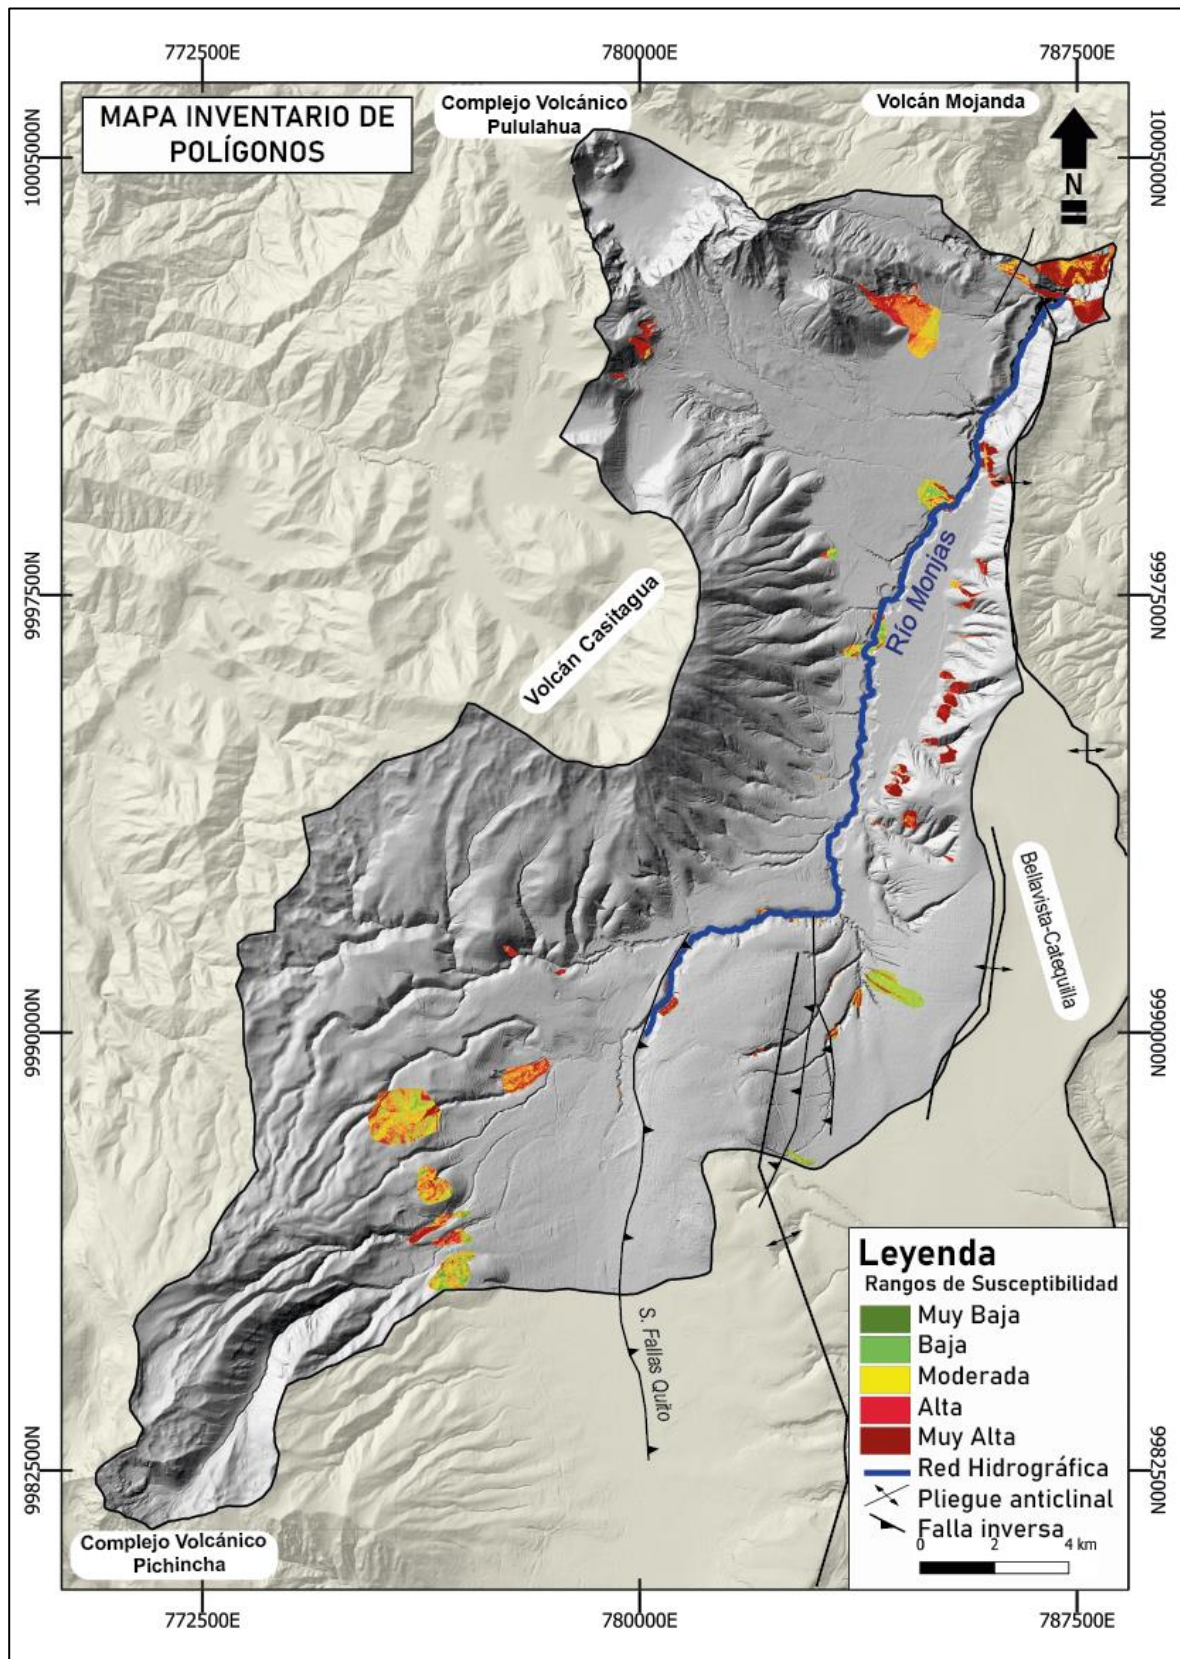 772500E
780000E
787500E
MAPA INVENTARIO DE
POLÍGONOS
Complejo Volcánico
Pululahua
Volcán Mojanda
N
10005000N
10005000N
9997500N
9997500N
Río Monjas
Volcán Casitagua
Bellavista-Catequilla
9990000N
9990000N
S. Fallas Quito
9982500N
9982500N
Complejo Volcánico
Pichincha
Leyenda
Rangos de Susceptibilidad
Muy Baja
Baja
Moderada
Alta
Muy Alta
Red Hidrográfica
Pliegue anticlinal
Falla inversa
0 2 4 km
772500E
780000E
787500E